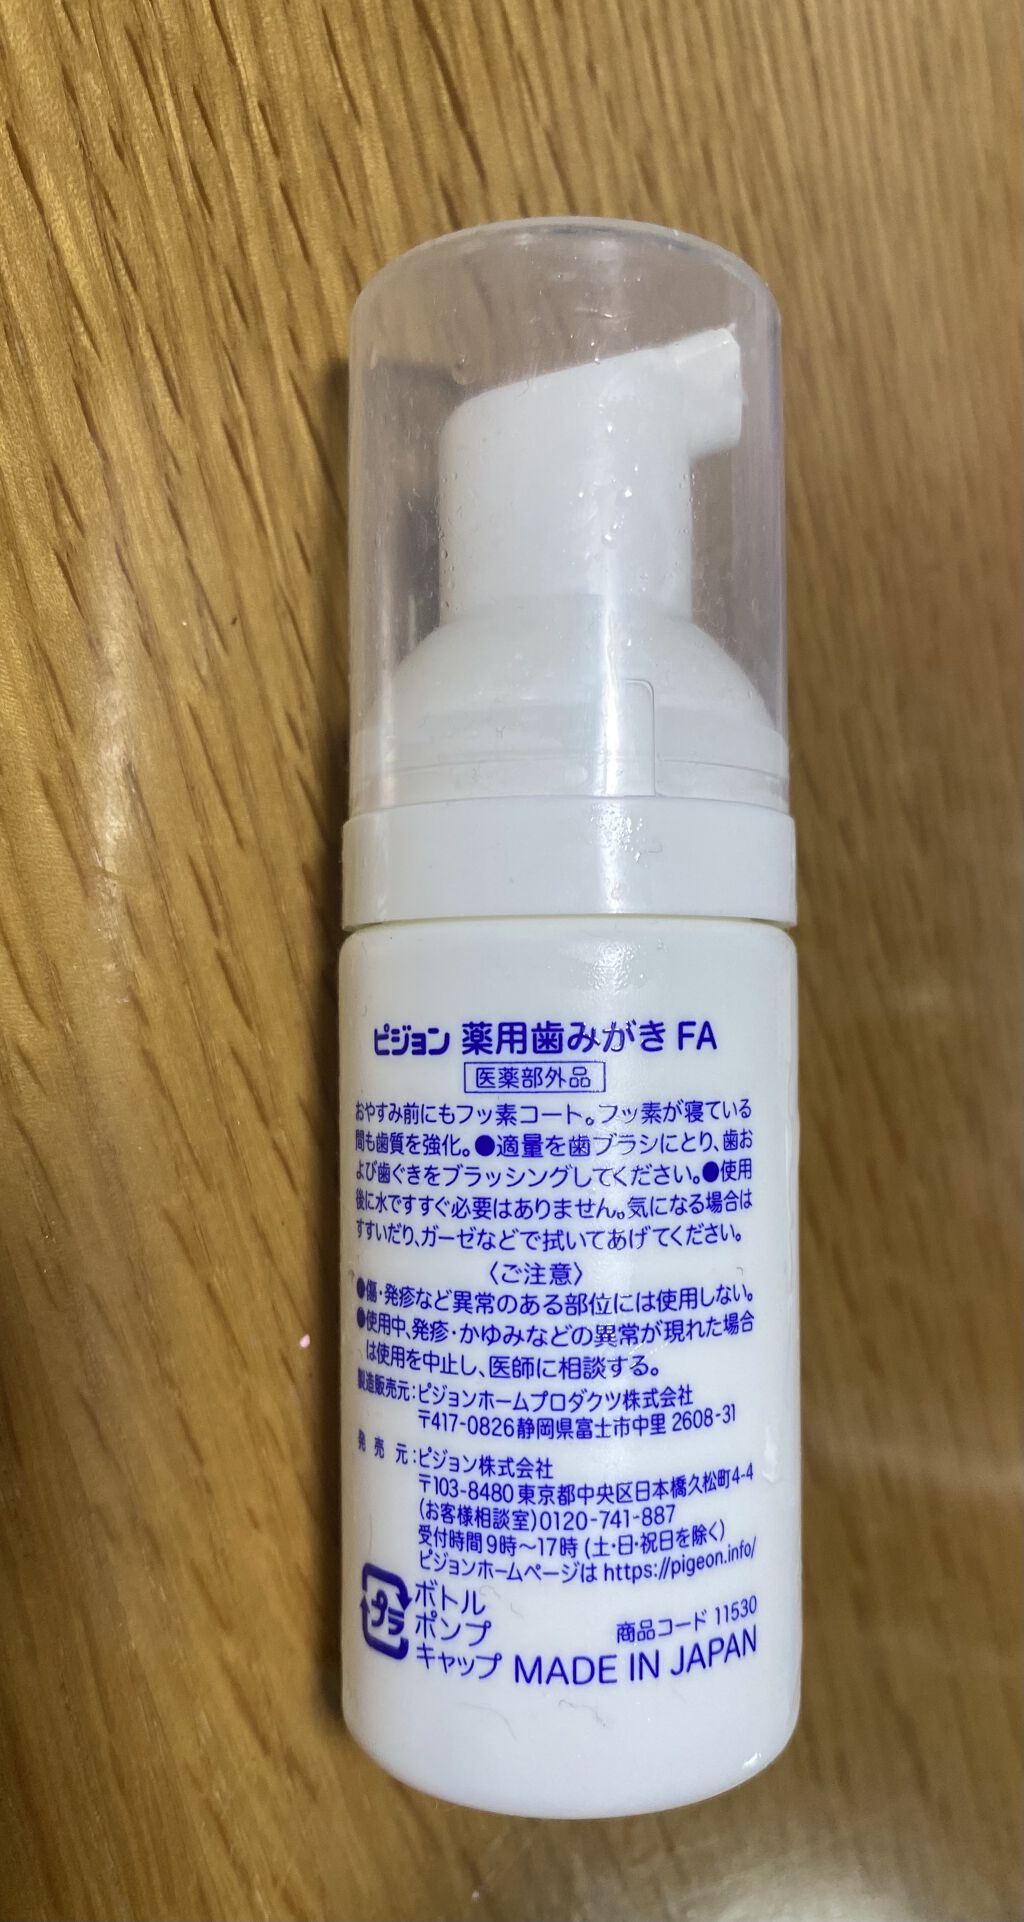 ピジョン 薬用歯みがき FA
医薬部外品
おやすみ前にもフッ素コート。フッ素が寝ている
間も歯質を強化。●適量を歯ブラシにとり、歯お
よび歯ぐきをブラッシングしてください。●使用
後に水ですすぐ必要はありません。気になる場合は
すすいだり、ガーゼなどで拭いてあげてください。
〈ご注意〉
●傷・発疹など異常のある部位には使用しない。
●使用中、発疹・かゆみなどの異常が現れた場合
は使用を中止し、医師に相談する。
製造販売元:ピジョンホームプロダクツ株式会社
〒417-0826 静岡県富士市中里 2608-31
発売元:ピジョン株式会社
〒103-8480 東京都中央区日本橋久松町4-4
(お客様相談室)0120-741-887
受付時間9時〜17時 (土・日・祝日を除く)
ピジョンホームページは https://pigeon.info/
プラ
ボトル
ポンプ
キャップ
商品コード 11530
MADE IN JAPAN